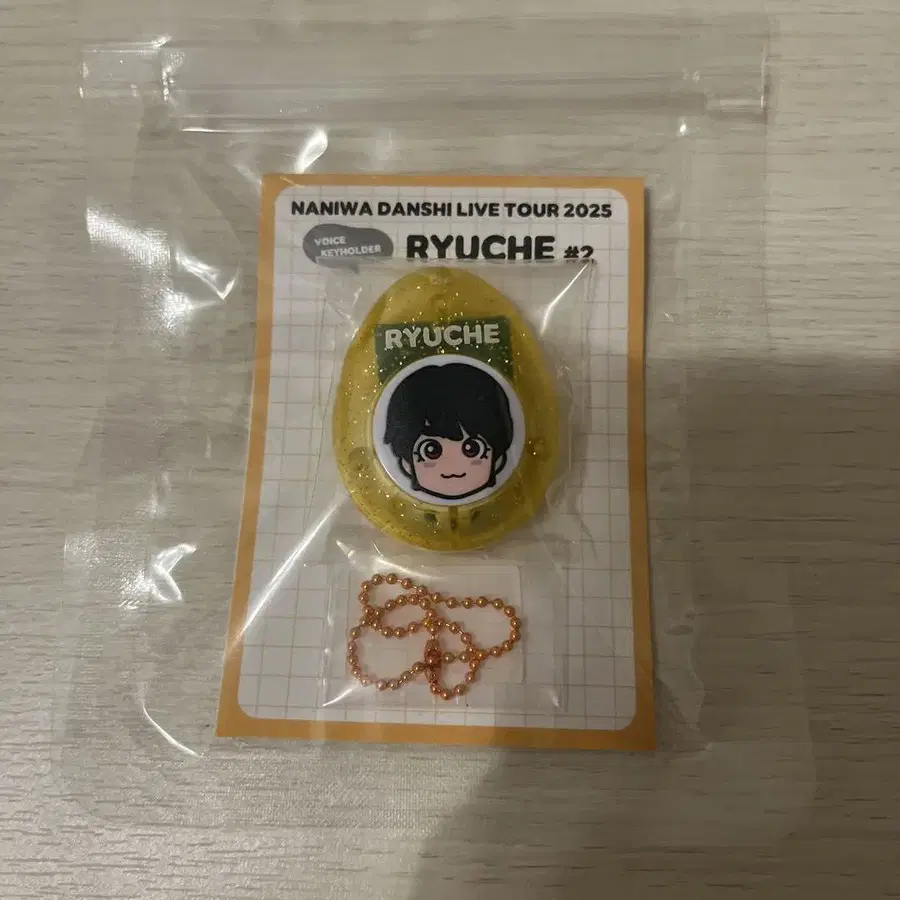 NANIWA DANSHI LIVE TOUR 2025
VOICE
KEYHOLDER
RYUCHE #2
RYUCHE